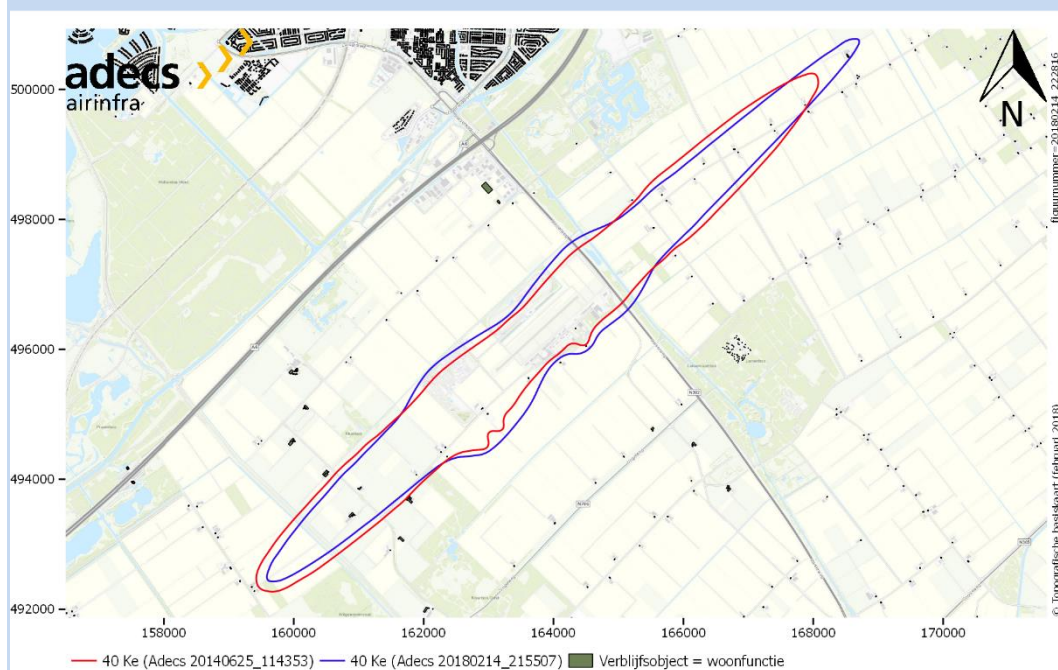 adecs
airinfra
N
500000
498000
496000
494000
492000
158000
160000
162000
164000
166000
168000
170000
figuurnummer=20180214_222816
© Topografische basiskaart (februari 2018)
40 Ke (Adecs 20140625_114353)
40 Ke (Adecs 20180214_215507)
Verblijfsobject = woonfunctie